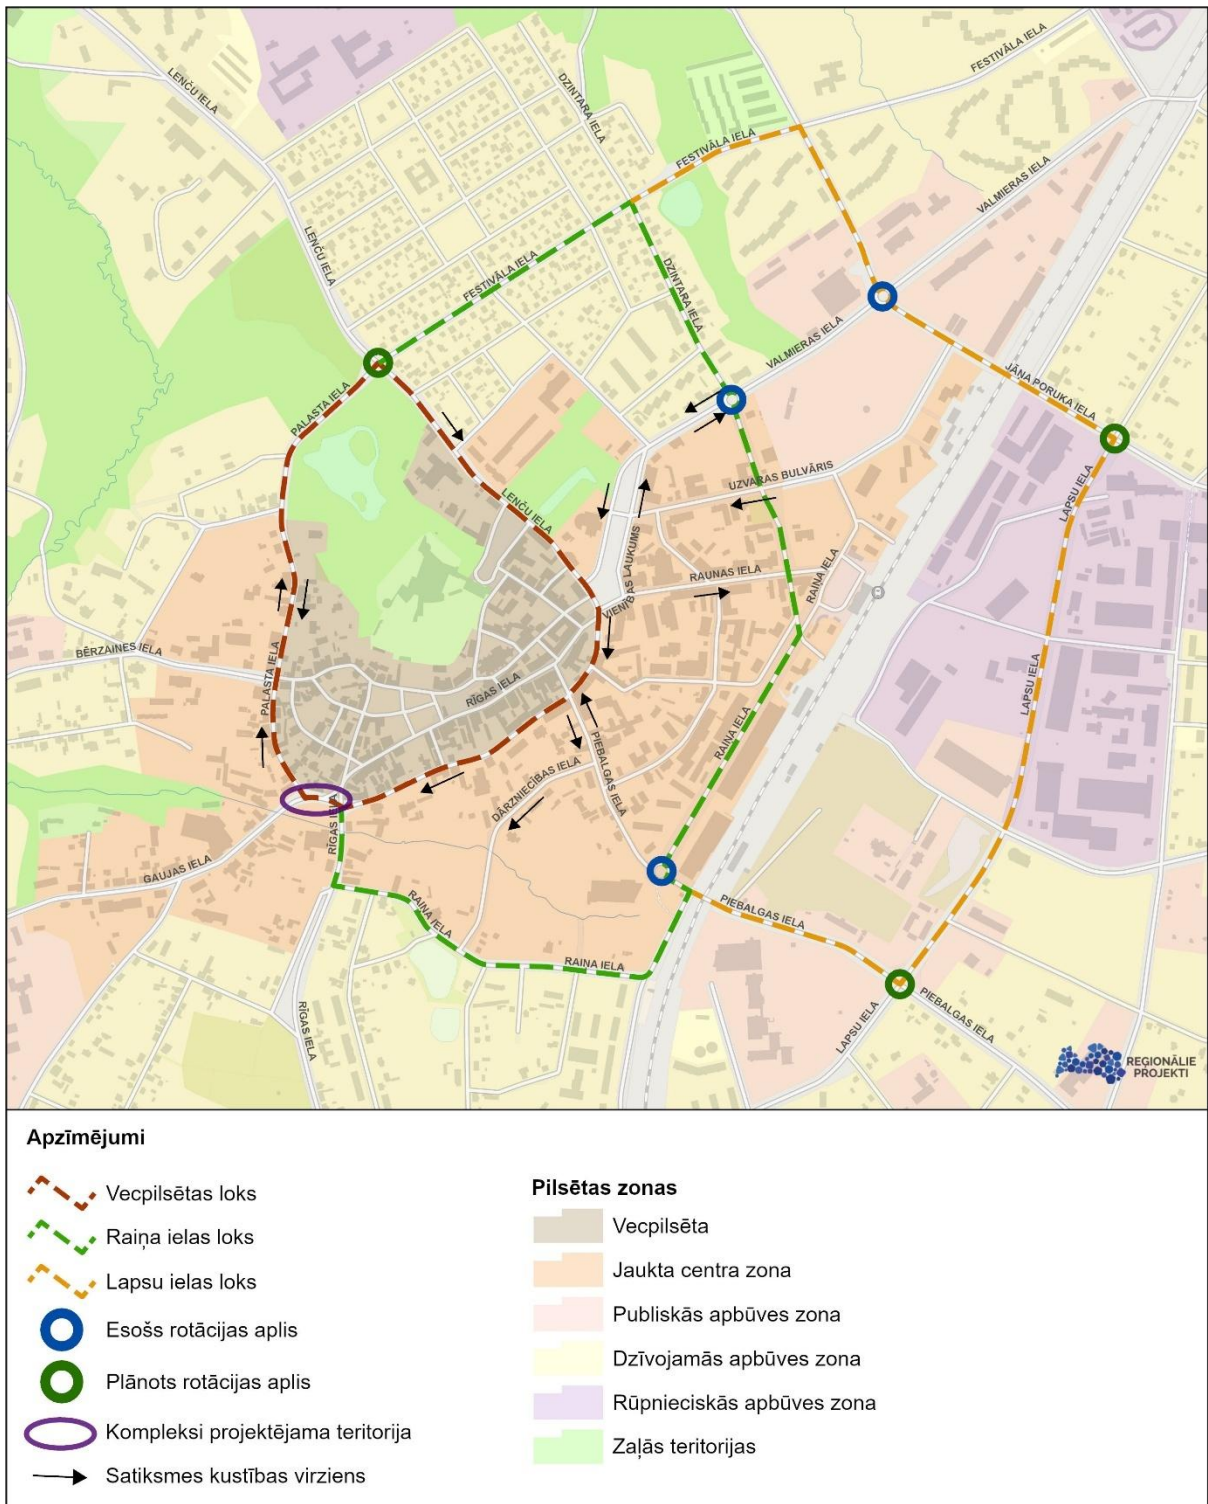 FESTIVĀLA IELA
LENČU IELA
DZINTARA IELA
FESTIVĀLA IELA
VALMIERAS IELA
LENČU IELA
FESTIVĀLA IELA
DZINTARA IELA
VALMIERAS IELA
JĀŅA PORUKA IELA
PALASTA IELA
UZVARAS BULVĀRIS
LAPSU IELA
LENČU IELA
VIENĪBAS LAUKUMS
RAUNAS IELA
RAIŅA IELA
BĒRZAINES IELA
PALASTA IELA
RĪGAS IELA
LAPSU IELA
RAIŅA IELA
PIEBALGAS IELA
DĀRZNIECĪBAS IELA
RĪGAS IELA
GAUJAS IELA
RAIŅA IELA
PIEBALGAS IELA
RAIŅA IELA
RĪGAS IELA
LAPSU IELA
PIEBALGAS IELA
REĢIONĀLIE
PROJEKTI
Apzīmējumi
Vecpilsētas loks
Raiņa ielas loks
Lapsu ielas loks
Esošs rotācijas aplis
Plānots rotācijas aplis
Kompleksi projektējama teritorija
Satiksmes kustības virziens
Pilsētas zonas
Vecpilsēta
Jaukta centra zona
Publiskās apbūves zona
Dzīvojamās apbūves zona
Rūpnieciskās apbūves zona
Zaļās teritorijas